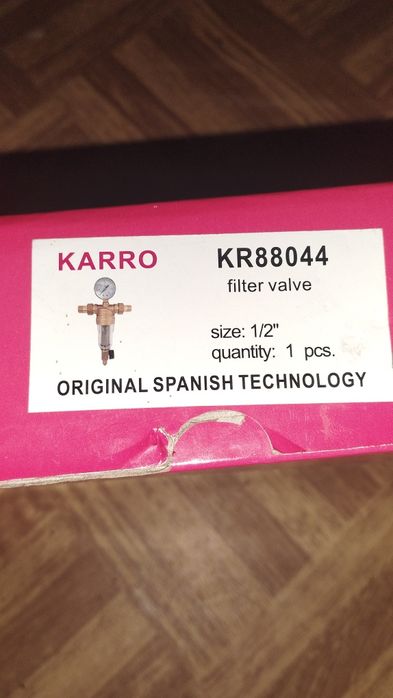 KARRO KR88044
filter valve
size: 1/2"
quantity: 1 pcs.
ORIGINAL SPANISH TECHNOLOGY